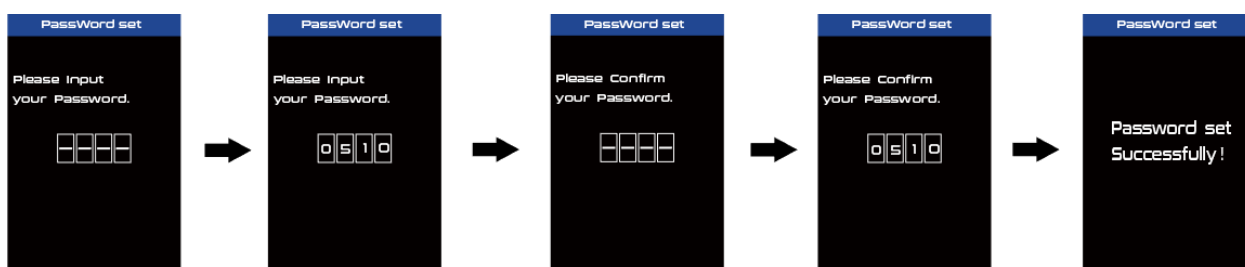 PassWord set
Please Input
your Password.
----
PassWord set
Please Input
your Password.
0510
PassWord set
Please Confirm
your Password.
----
PassWord set
Please Confirm
your Password.
0510
PassWord set
Password set
Successfully!